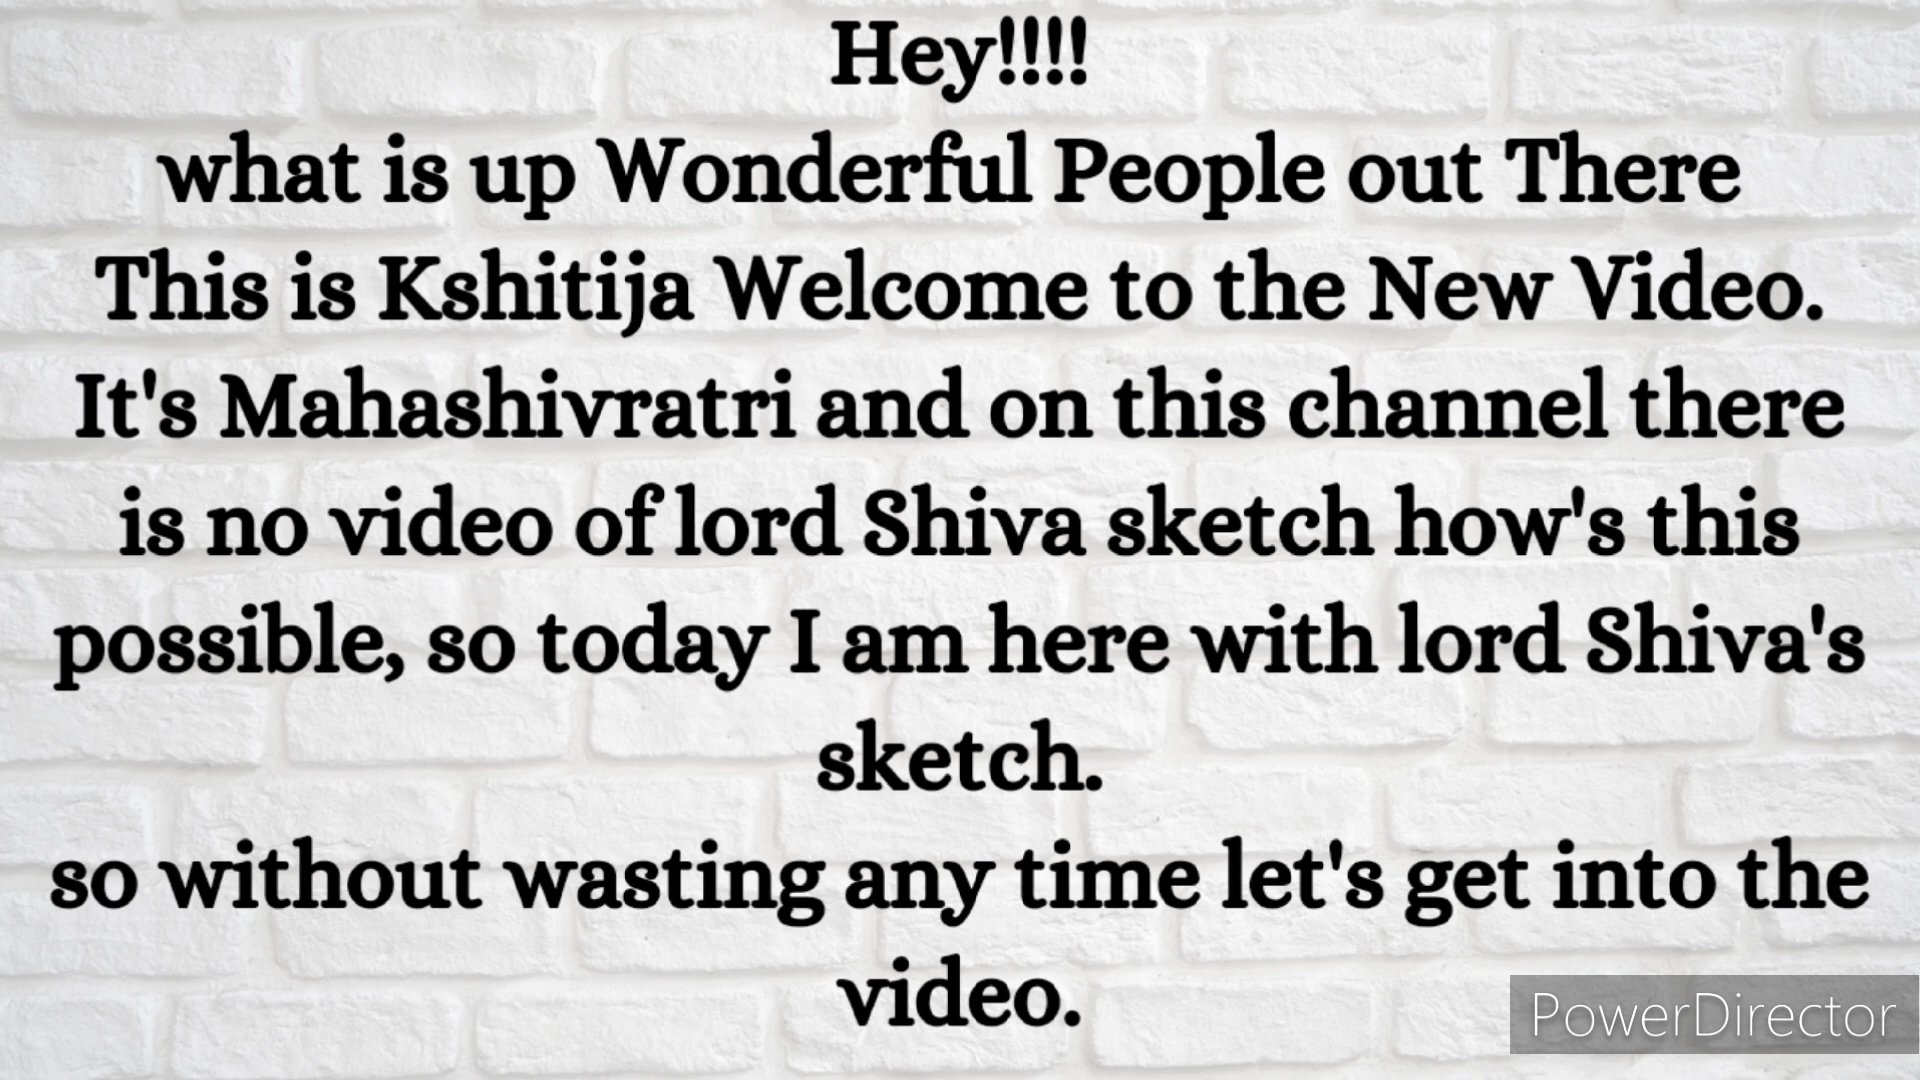 Hey!!!!
what is up Wonderful People out There
This is Kshitija Welcome to the New Video.
It's Mahashivratri and on this channel there
is no video of lord Shiva sketch how's this
possible, so today I am here with lord Shiva's
sketch.
so without wasting any time let's get into the
video.
PowerDirector